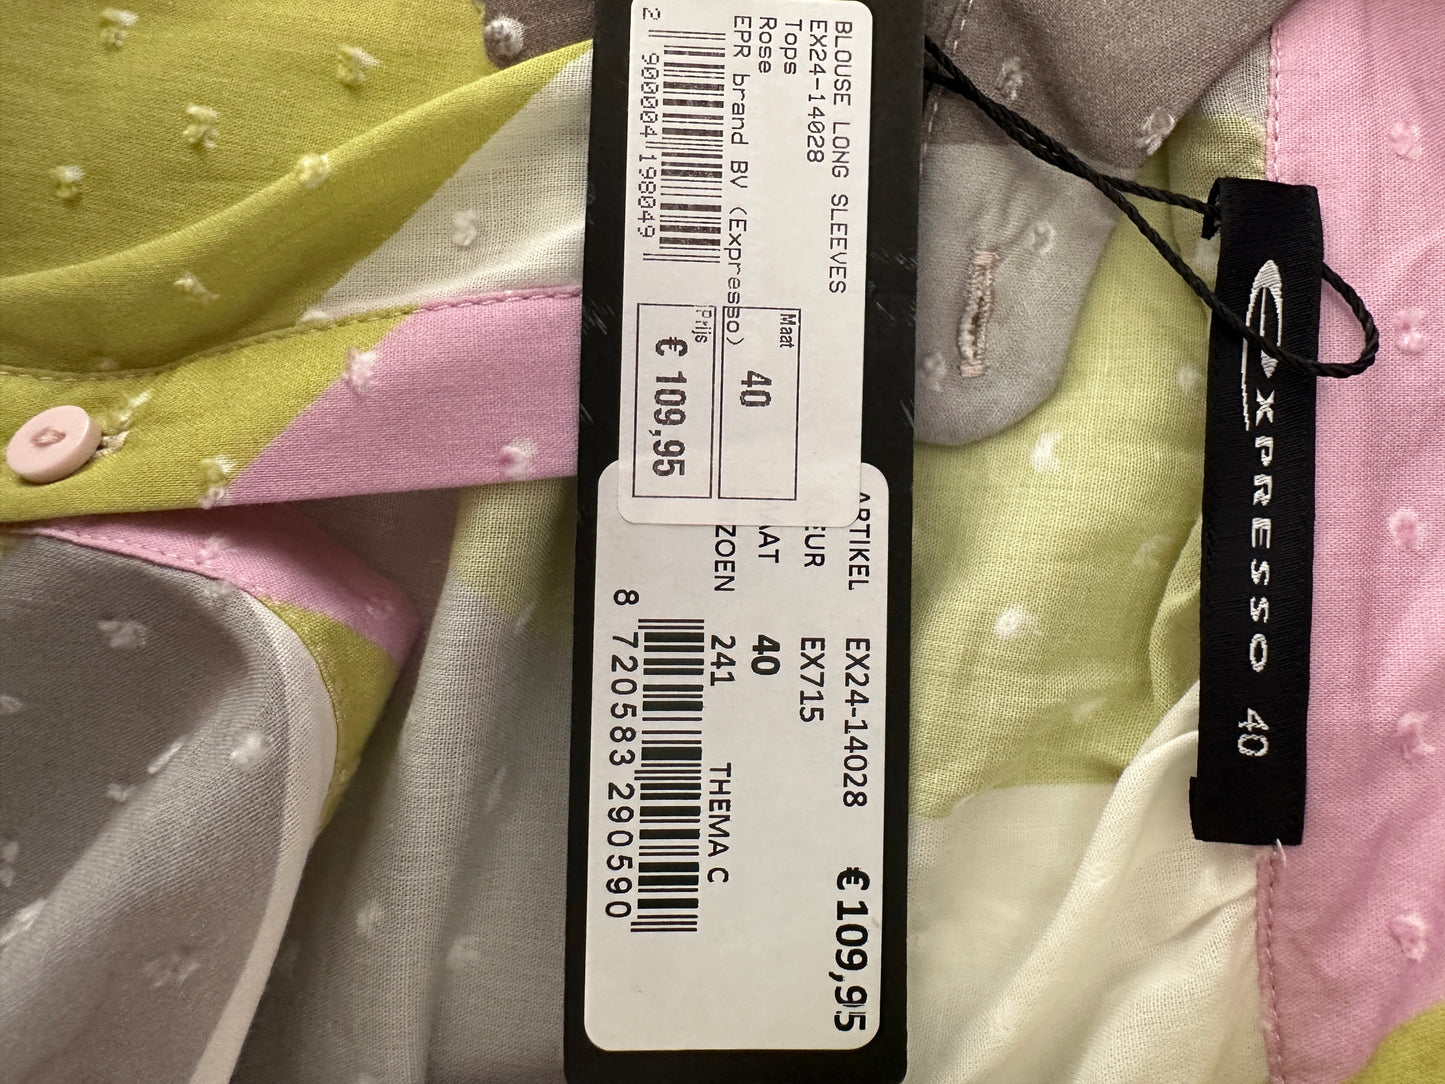 BLOUSE LONG SLEEVES
EX24-14028
Tops
Rose
EPR brand BV (Expresso)
2 900004 198049
Maat
40
Prijs
€ 109,95
ARTIKEL EX24-14028
EUR EX715
AAT 40
ZOEN 241 THEMA C
8 720583 290590
€ 109,95
EXPRESSO 40